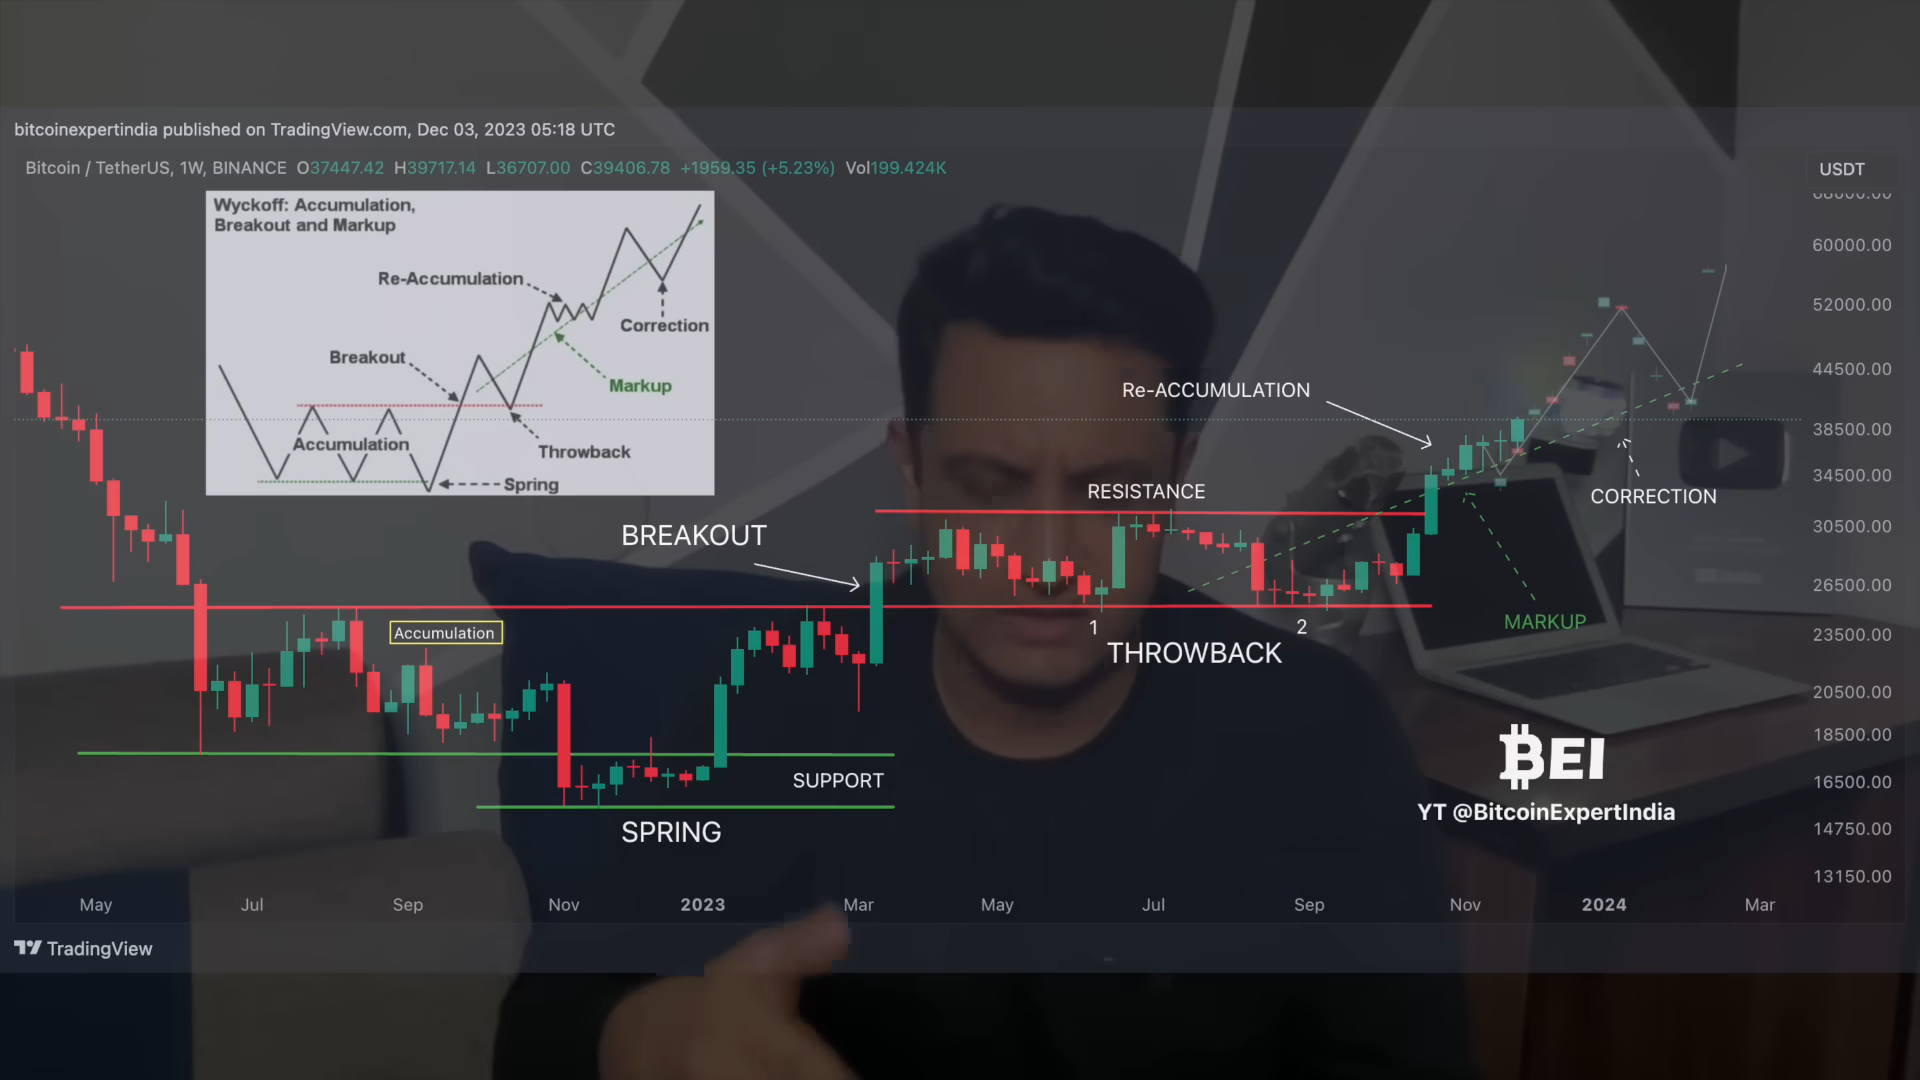 bitcoinexpertindia published on TradingView.com, Dec 03, 2023 05:18 UTC
Bitcoin / TetherUS, 1W, BINANCE O37447.42 H39717.14 L36707.00 C39406.78 +1959.35 (+5.23%) Vol199.424K
USDT
Wyckoff: Accumulation,
Breakout and Markup
Re-Accumulation
Correction
Breakout
Markup
Accumulation
Throwback
Spring
68000.00
60000.00
52000.00
44500.00
38500.00
34500.00
30500.00
26500.00
23500.00
20500.00
18500.00
16500.00
14750.00
13150.00
Re-ACCUMULATION
RESISTANCE
CORRECTION
BREAKOUT
MARKUP
Accumulation
1
2
THROWBACK
SUPPORT
SPRING
BEI
YT @BitcoinExpertIndia
May
Jul
Sep
Nov
2023
Mar
May
Jul
Sep
Nov
2024
Mar
TradingView